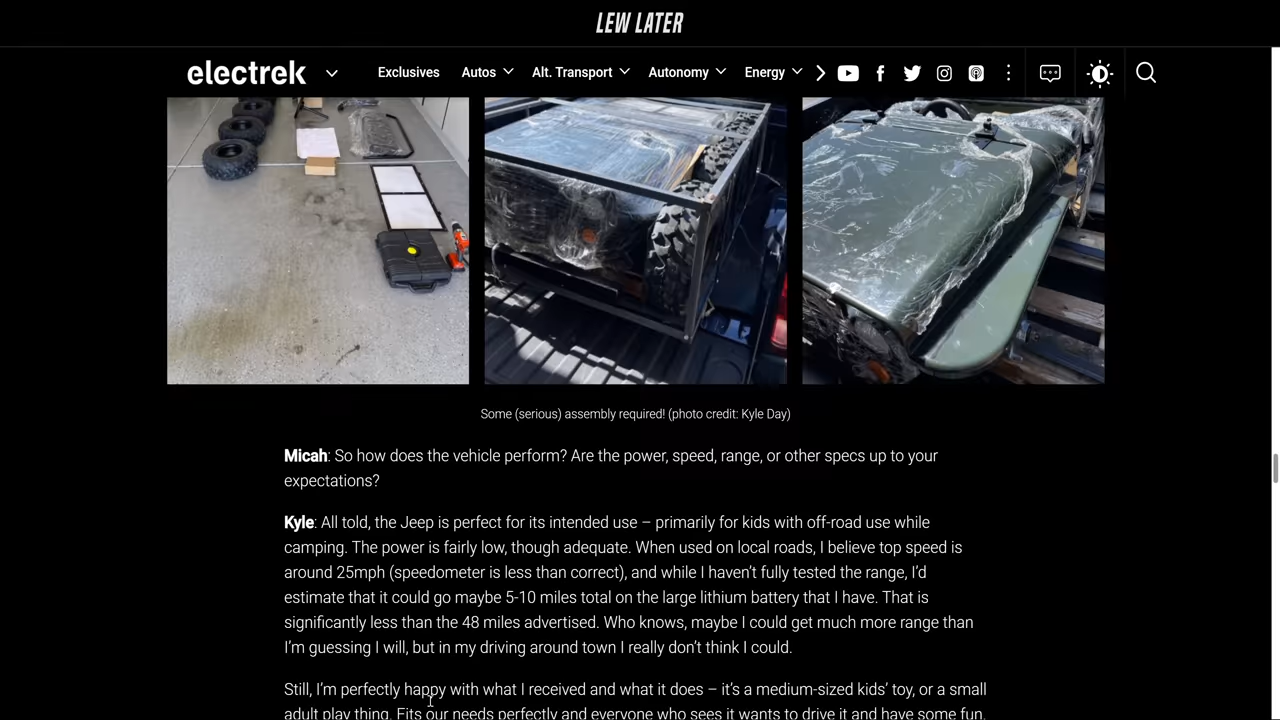 LEW LATER
electrek
Exclusives Autos Alt. Transport Autonomy Energy
Some (serious) assembly required! (photo credit: Kyle Day)
Micah: So how does the vehicle perform? Are the power, speed, range, or other specs up to your
expectations?
Kyle: All told, the Jeep is perfect for its intended use – primarily for kids with off-road use while
camping. The power is fairly low, though adequate. When used on local roads, I believe top speed is
around 25mph (speedometer is less than correct), and while I haven’t fully tested the range, I’d
estimate that it could go maybe 5-10 miles total on the large lithium battery that I have. That is
significantly less than the 48 miles advertised. Who knows, maybe I could get much more range than
I’m guessing I will, but in my driving around town I really don’t think I could.
Still, I’m perfectly happy with what I received and what it does – it’s a medium-sized kids’ toy, or a small
adult play thing. Fits our needs perfectly and everyone who sees it wants to drive it and have some fun.